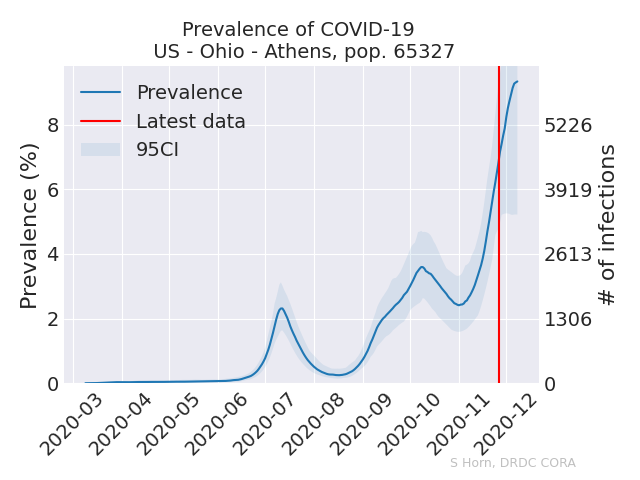 Prevalence of COVID-19
US - Ohio - Athens, pop. 65327
Prevalence
Latest data
95CI
Prevalence (%)
8
6
4
2
0
5226
3919
2613
1306
0
# of infections
2020-03
2020-04
2020-05
2020-06
2020-07
2020-08
2020-09
2020-10
2020-11
2020-12
S Horn, DRDC CORA